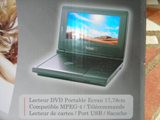 Lecteur DVD Portable Ecran 17,78cm
Compatible MPEG-4 / Télécommande
Lecteur de cartes / Port USB / Sacoche